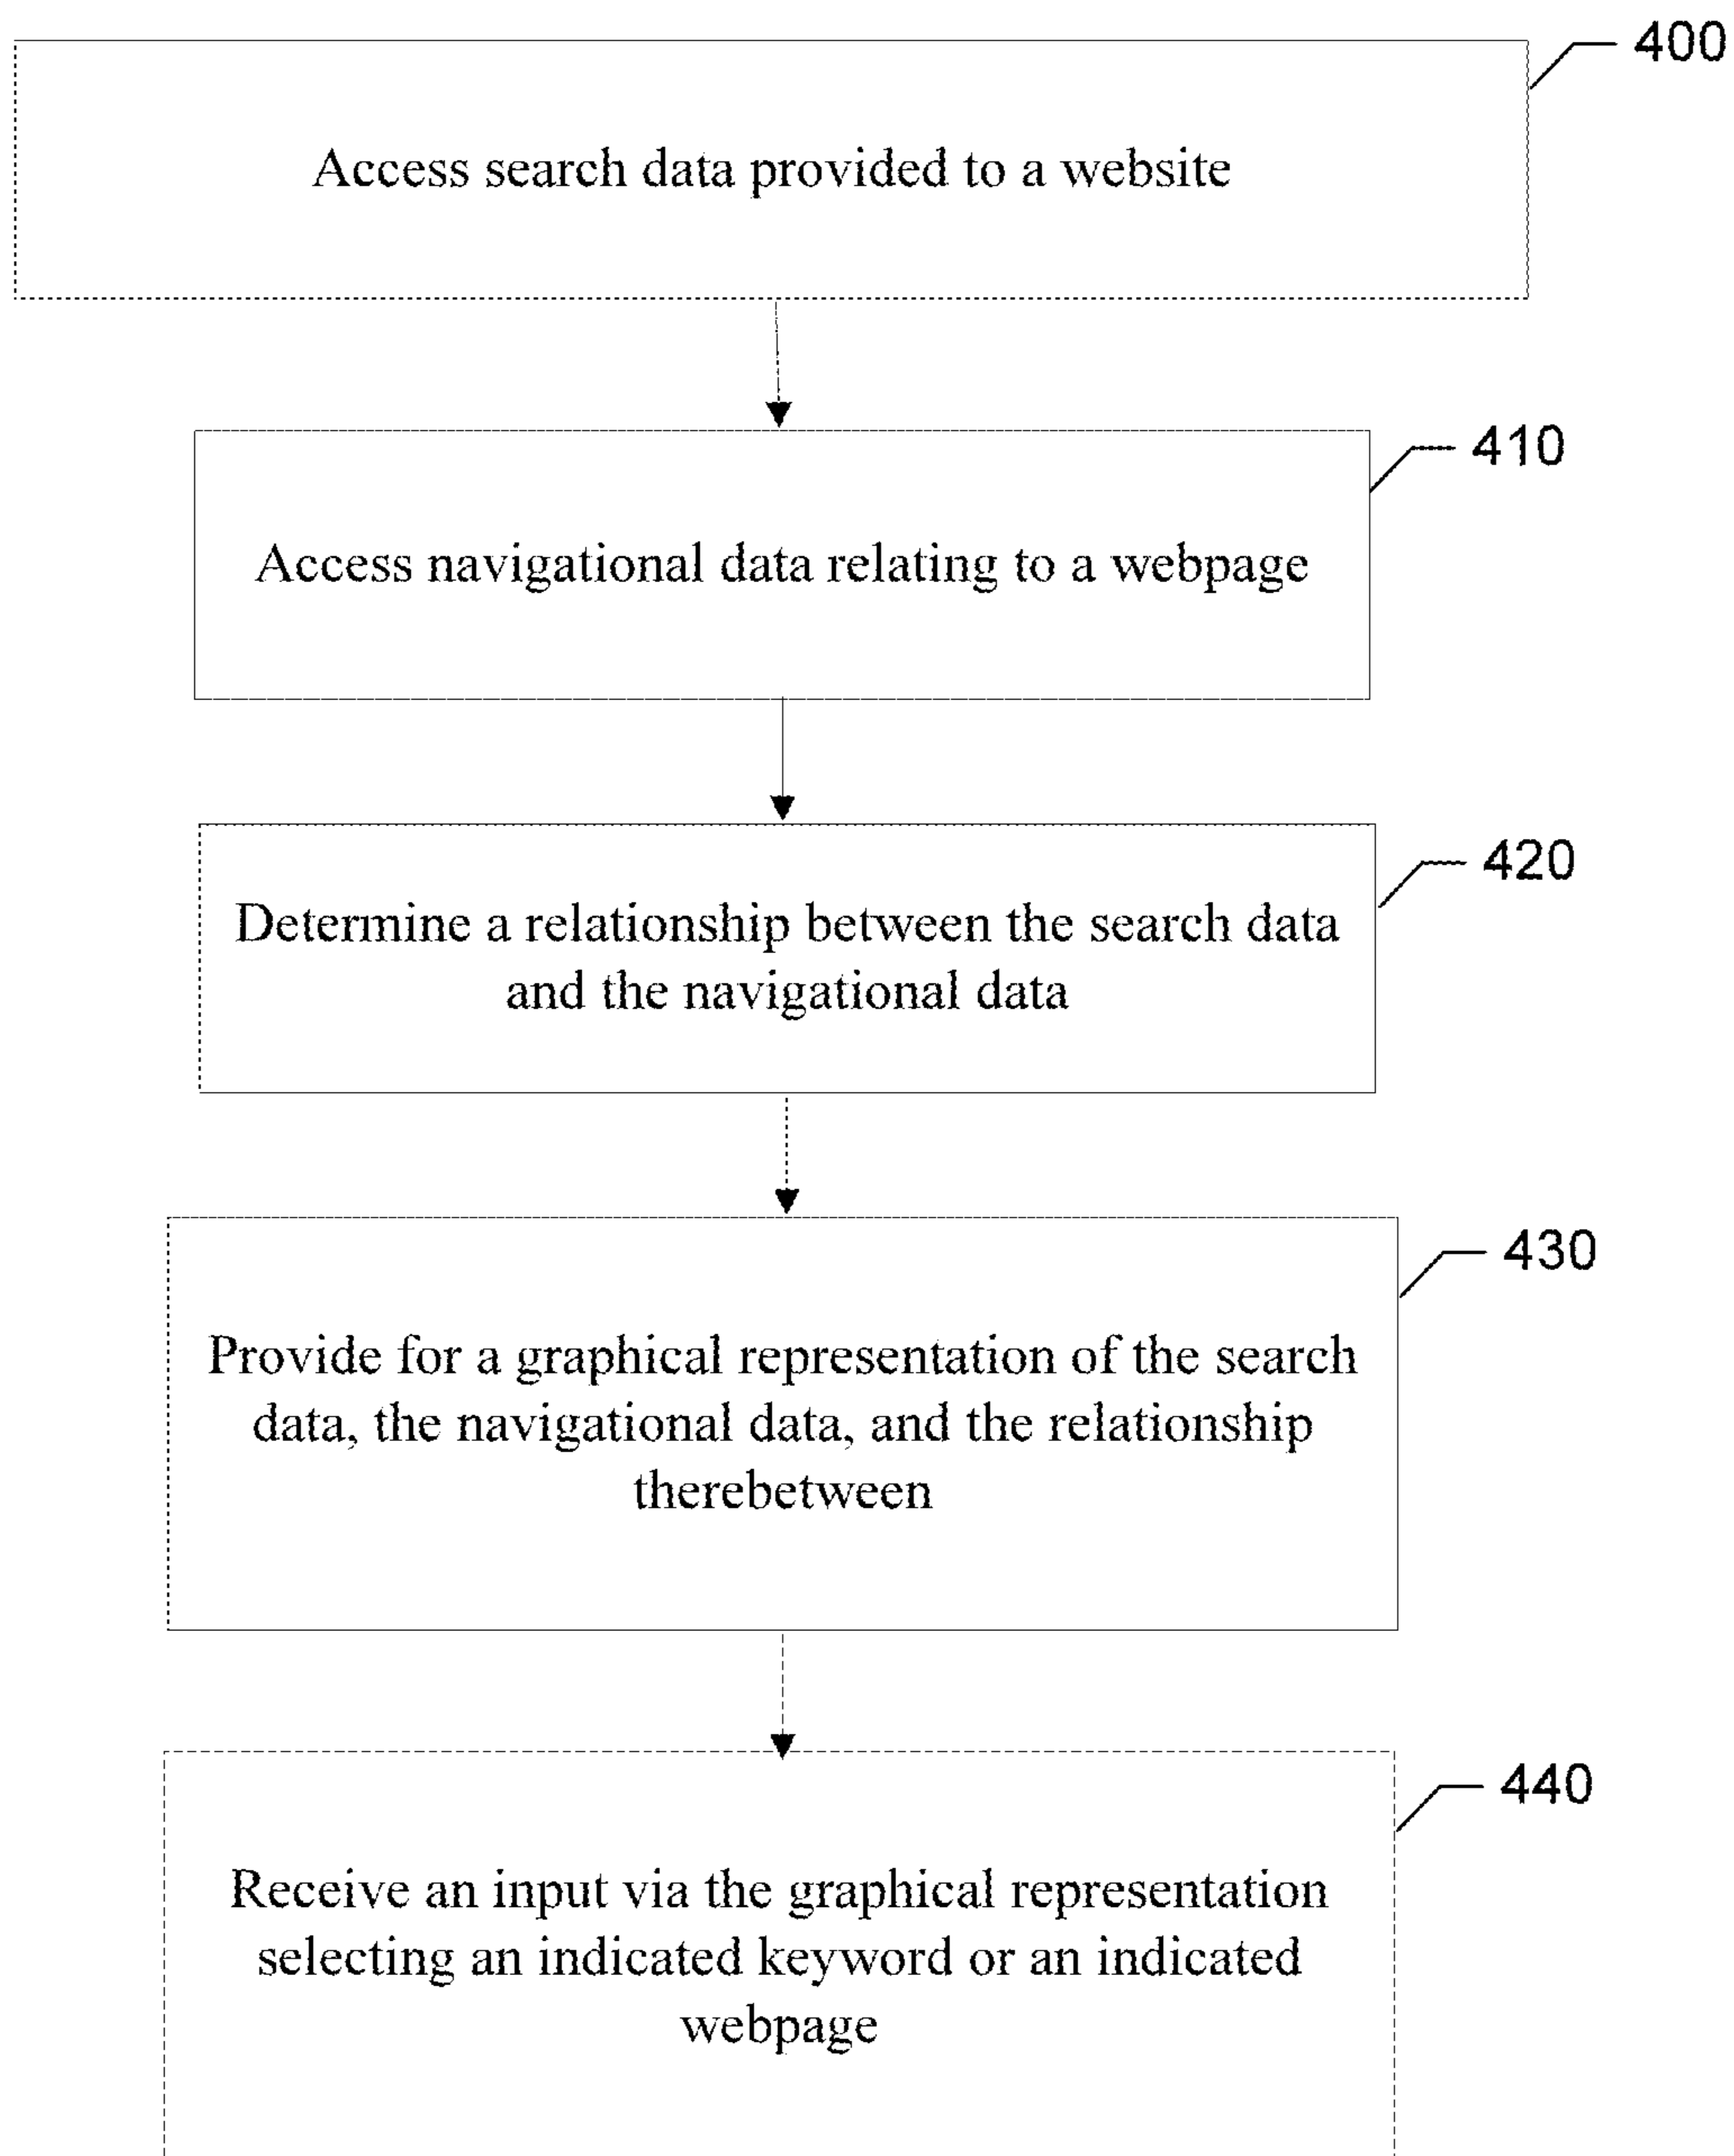 400
Access search data provided to a website
410
Access navigational data relating to a webpage
420
Determine a relationship between the search data
and the navigational data
430
Provide for a graphical representation of the search
data, the navigational data, and the relationship
therebetween
440
Receive an input via the graphical representation
selecting an indicated keyword or an indicated
webpage